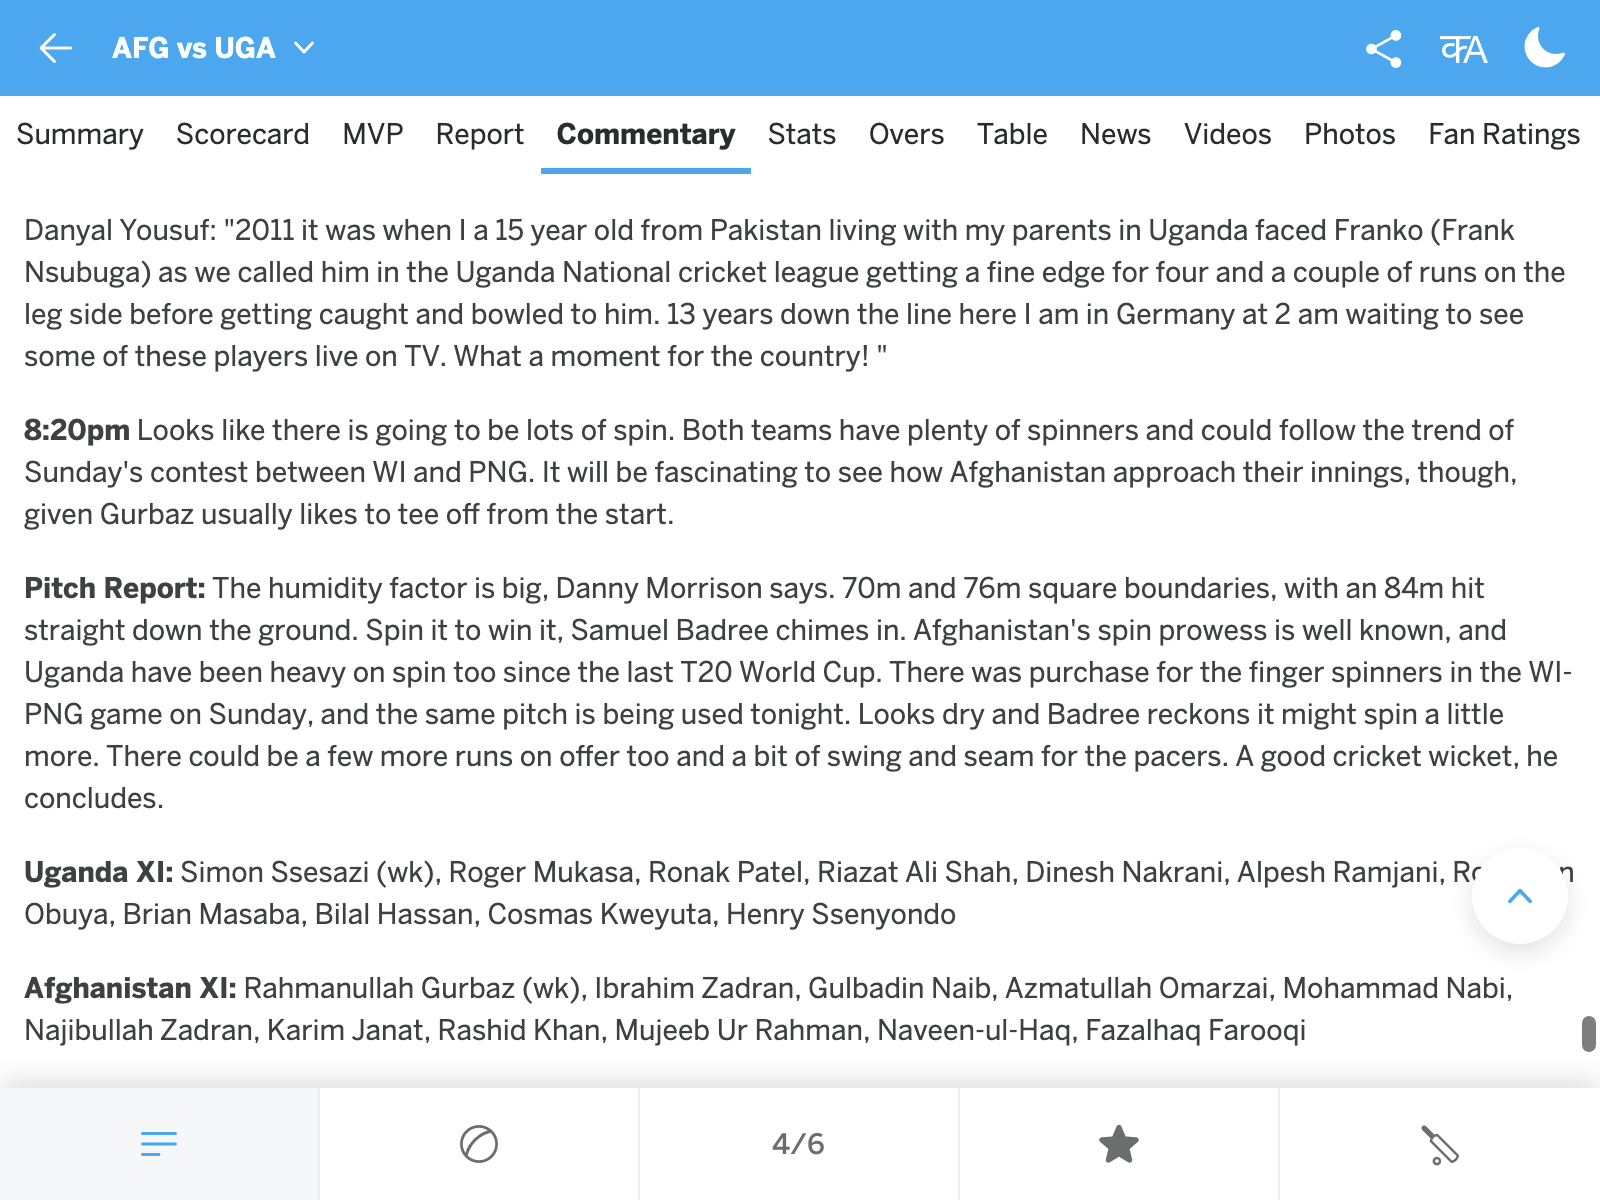 AFG vs UGA
क A
Summary Scorecard MVP Report Commentary Stats Overs Table News Videos Photos Fan Ratings
Danyal Yousuf: "2011 it was when I a 15 year old from Pakistan living with my parents in Uganda faced Franko (Frank
Nsubuga) as we called him in the Uganda National cricket league getting a fine edge for four and a couple of runs on the
leg side before getting caught and bowled to him. 13 years down the line here I am in Germany at 2 am waiting to see
some of these players live on TV. What a moment for the country! "
8:20pm Looks like there is going to be lots of spin. Both teams have plenty of spinners and could follow the trend of
Sunday's contest between WI and PNG. It will be fascinating to see how Afghanistan approach their innings, though,
given Gurbaz usually likes to tee off from the start.
Pitch Report: The humidity factor is big, Danny Morrison says. 70m and 76m square boundaries, with an 84m hit
straight down the ground. Spin it to win it, Samuel Badree chimes in. Afghanistan's spin prowess is well known, and
Uganda have been heavy on spin too since the last T20 World Cup. There was purchase for the finger spinners in the WI-
PNG game on Sunday, and the same pitch is being used tonight. Looks dry and Badree reckons it might spin a little
more. There could be a few more runs on offer too and a bit of swing and seam for the pacers. A good cricket wicket, he
concludes.
Uganda XI: Simon Ssesazi (wk), Roger Mukasa, Ronak Patel, Riazat Ali Shah, Dinesh Nakrani, Alpesh Ramjani,
Obuya, Brian Masaba, Bilal Hassan, Cosmas Kweyuta, Henry Ssenyondo
Afghanistan XI: Rahmanullah Gurbaz (wk), Ibrahim Zadran, Gulbadin Naib, Azmatullah Omarzai, Mohammad Nabi,
Najibullah Zadran, Karim Janat, Rashid Khan, Mujeeb Ur Rahman, Naveen-ul-Haq, Fazalhaq Farooqi
4/6